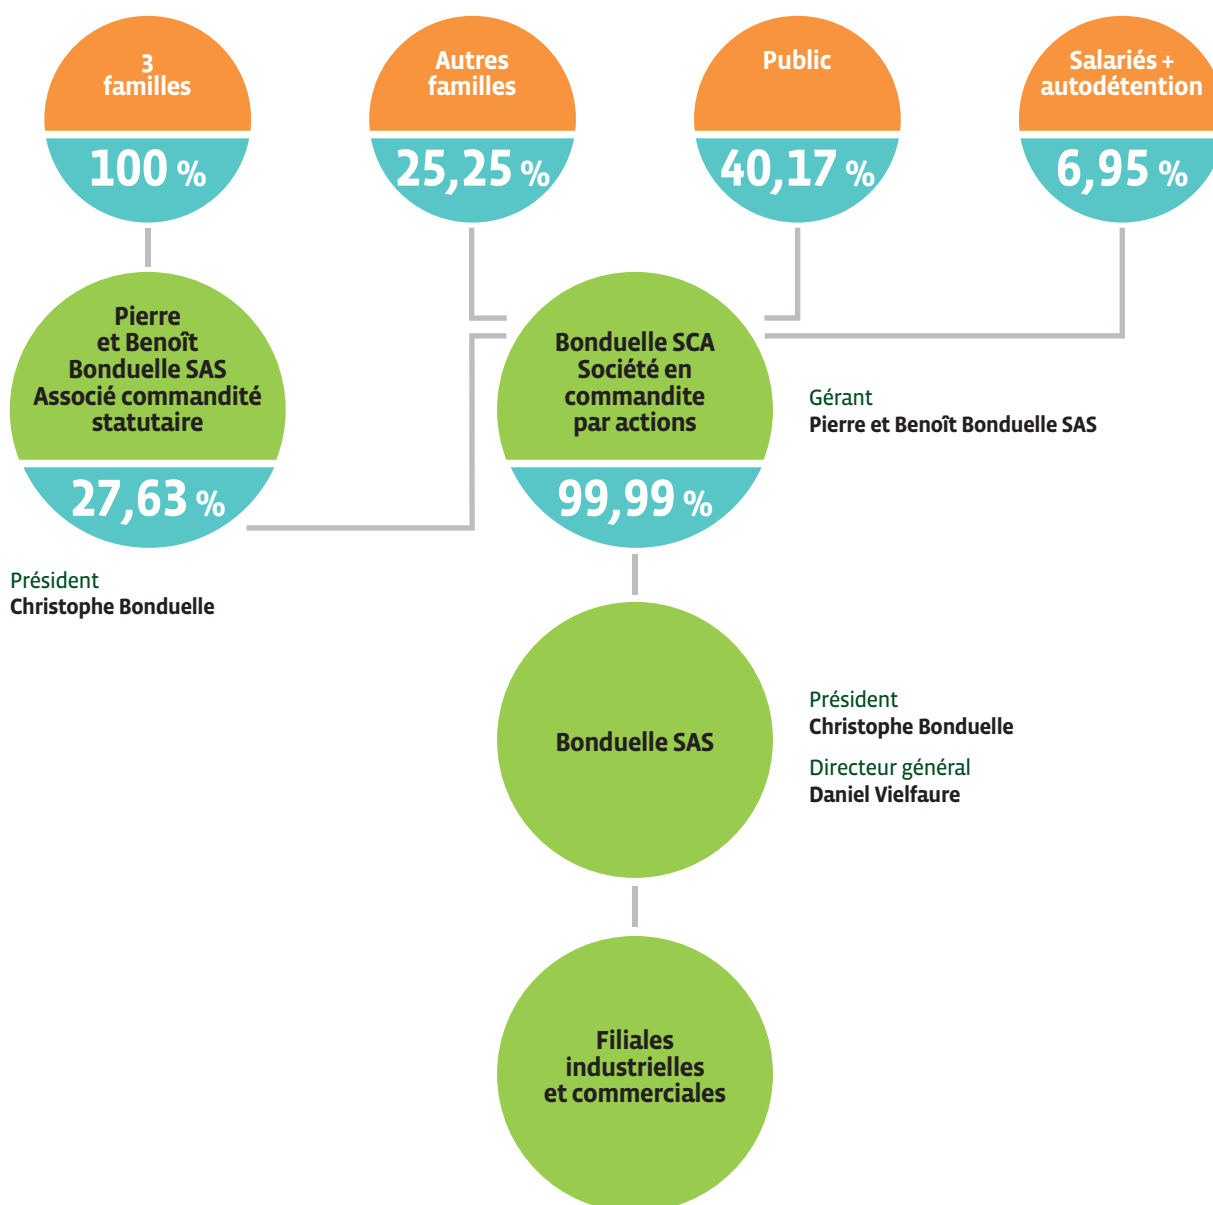 3
familles
100 %
Autres
familles
25,25 %
Public
40,17 %
Salariés +
autodétention
6,95 %
Pierre
et Benoît
Bonduelle SAS
Associé commandité
statutaire
27,63 %
Président
Christophe Bonduelle
Bonduelle SCA
Société en
commandite
par actions
99,99 %
Gérant
Pierre et Benoît Bonduelle SAS
Bonduelle SAS
Président
Christophe Bonduelle
Directeur général
Daniel Vielfaure
Filiales
industrielles
et commerciales